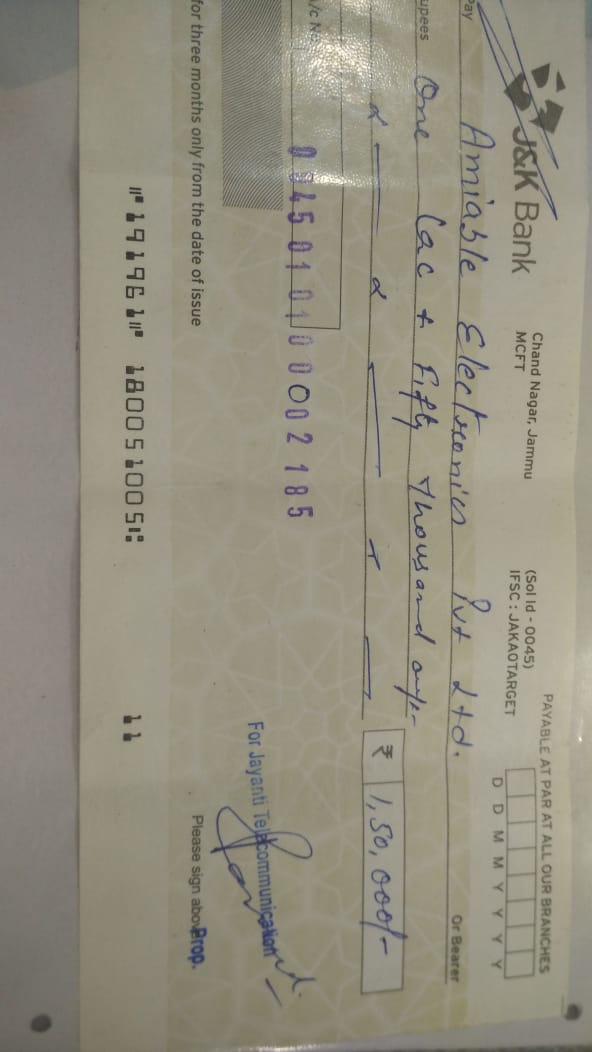 J&K Bank
Chand Nagar, Jammu
MCFT
(Sol Id - 0045)
IFSC : JAKA0TARGET
PAYABLE AT PAR AT ALL OUR BRANCHES
D D M M Y Y Y Y
Pay Amiable Electronics Pvt Ltd. Or Bearer
upees One lac + Fifty thousand only-
₹ 1,50,000/-
A/c No. 0045010100002185
For Jayanti Telecommunication
for three months only from the date of issue
Please sign above Prop.
⑈191961⑈ 180051005⑆ 11